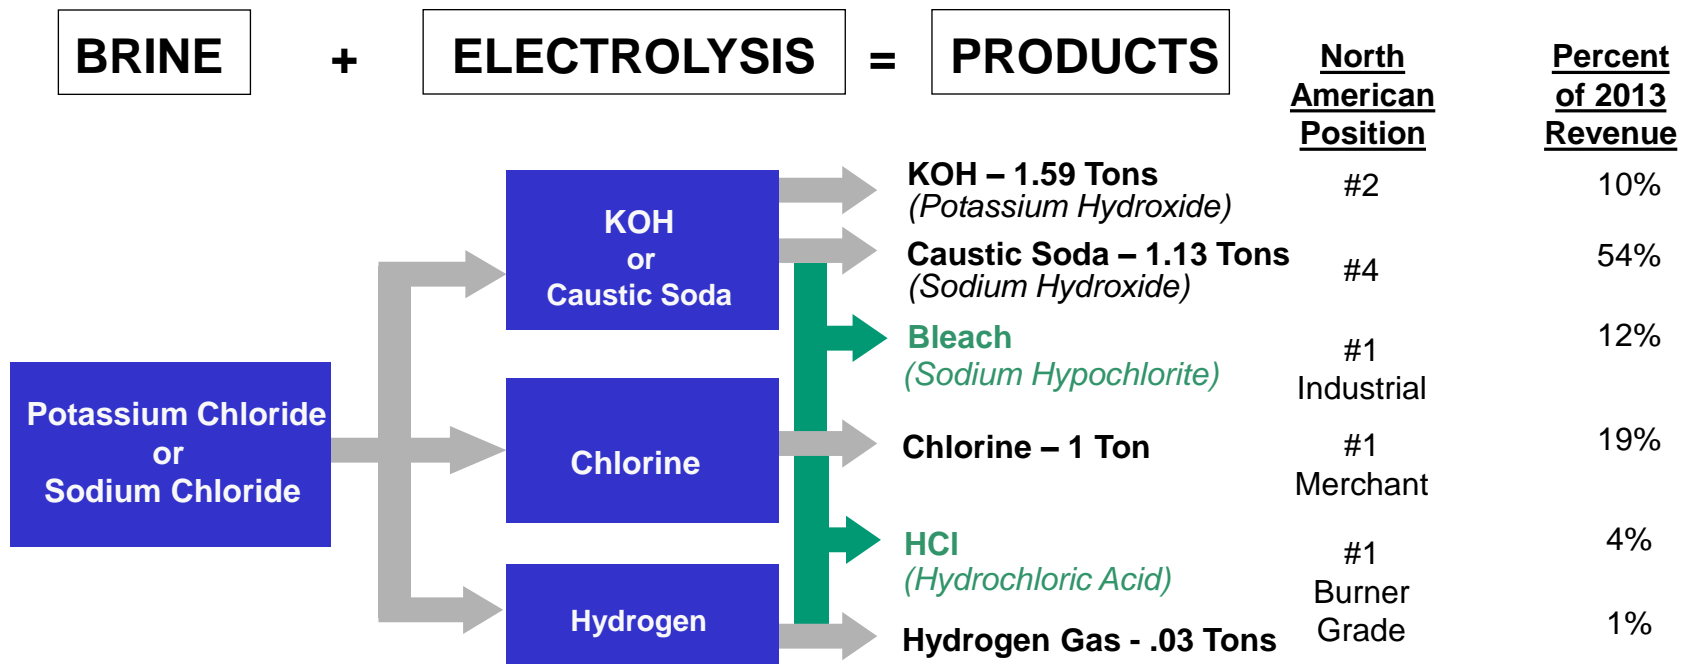 BRINE + ELECTROLYSIS = PRODUCTS
North
American
Position
Percent
of 2013
Revenue
Potassium Chloride
or
Sodium Chloride
KOH
or
Caustic Soda
Chlorine
Hydrogen
KOH – 1.59 Tons
(Potassium Hydroxide)
#2
10%
Caustic Soda – 1.13 Tons
(Sodium Hydroxide)
#4
54%
Bleach
(Sodium Hypochlorite)
#1
Industrial
12%
Chlorine – 1 Ton
#1
Merchant
19%
HCl
(Hydrochloric Acid)
#1
Burner
Grade
4%
Hydrogen Gas - .03 Tons
1%